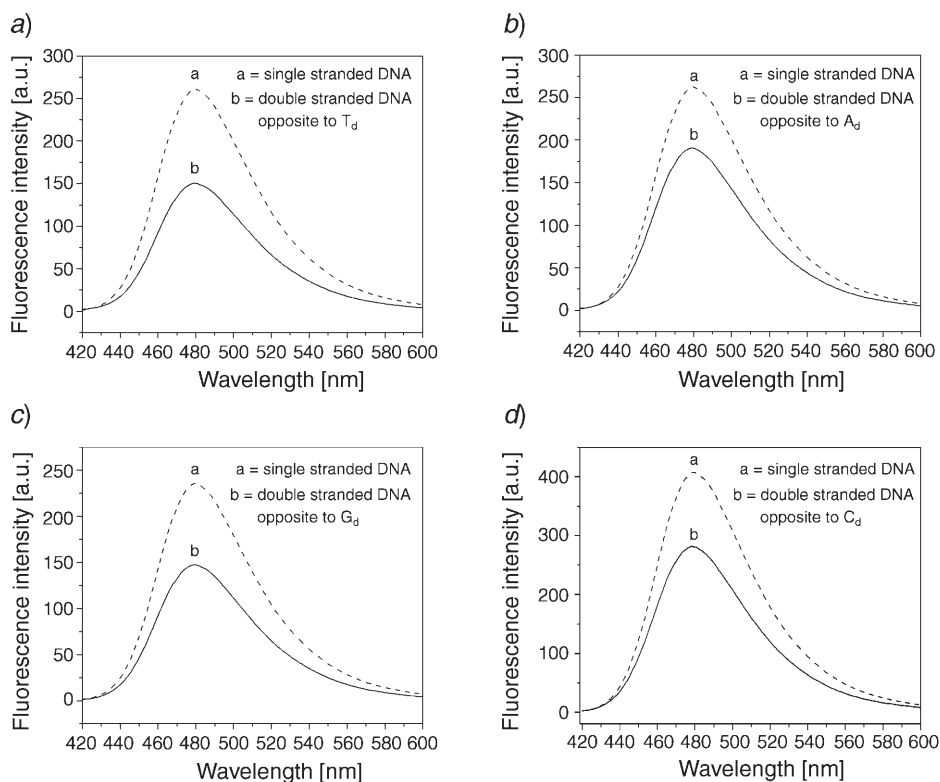 a)
Fluorescence intensity [a.u.]
300
250
200
150
100
50
0
a
b
a = single stranded DNA
b = double stranded DNA
opposite to Td
420 440 460 480 500 520 540 560 580 600
Wavelength [nm]
b)
Fluorescence intensity [a.u.]
300
250
200
150
100
50
0
a
b
a = single stranded DNA
b = double stranded DNA
opposite to Ad
420 440 460 480 500 520 540 560 580 600
Wavelength [nm]
c)
Fluorescence intensity [a.u.]
250
200
150
100
50
0
a
b
a = single stranded DNA
b = double stranded DNA
opposite to Gd
420 440 460 480 500 520 540 560 580 600
Wavelength [nm]
d)
Fluorescence intensity [a.u.]
400
300
200
100
0
a
b
a = single stranded DNA
b = double stranded DNA
opposite to Cd
420 440 460 480 500 520 540 560 580 600
Wavelength [nm]